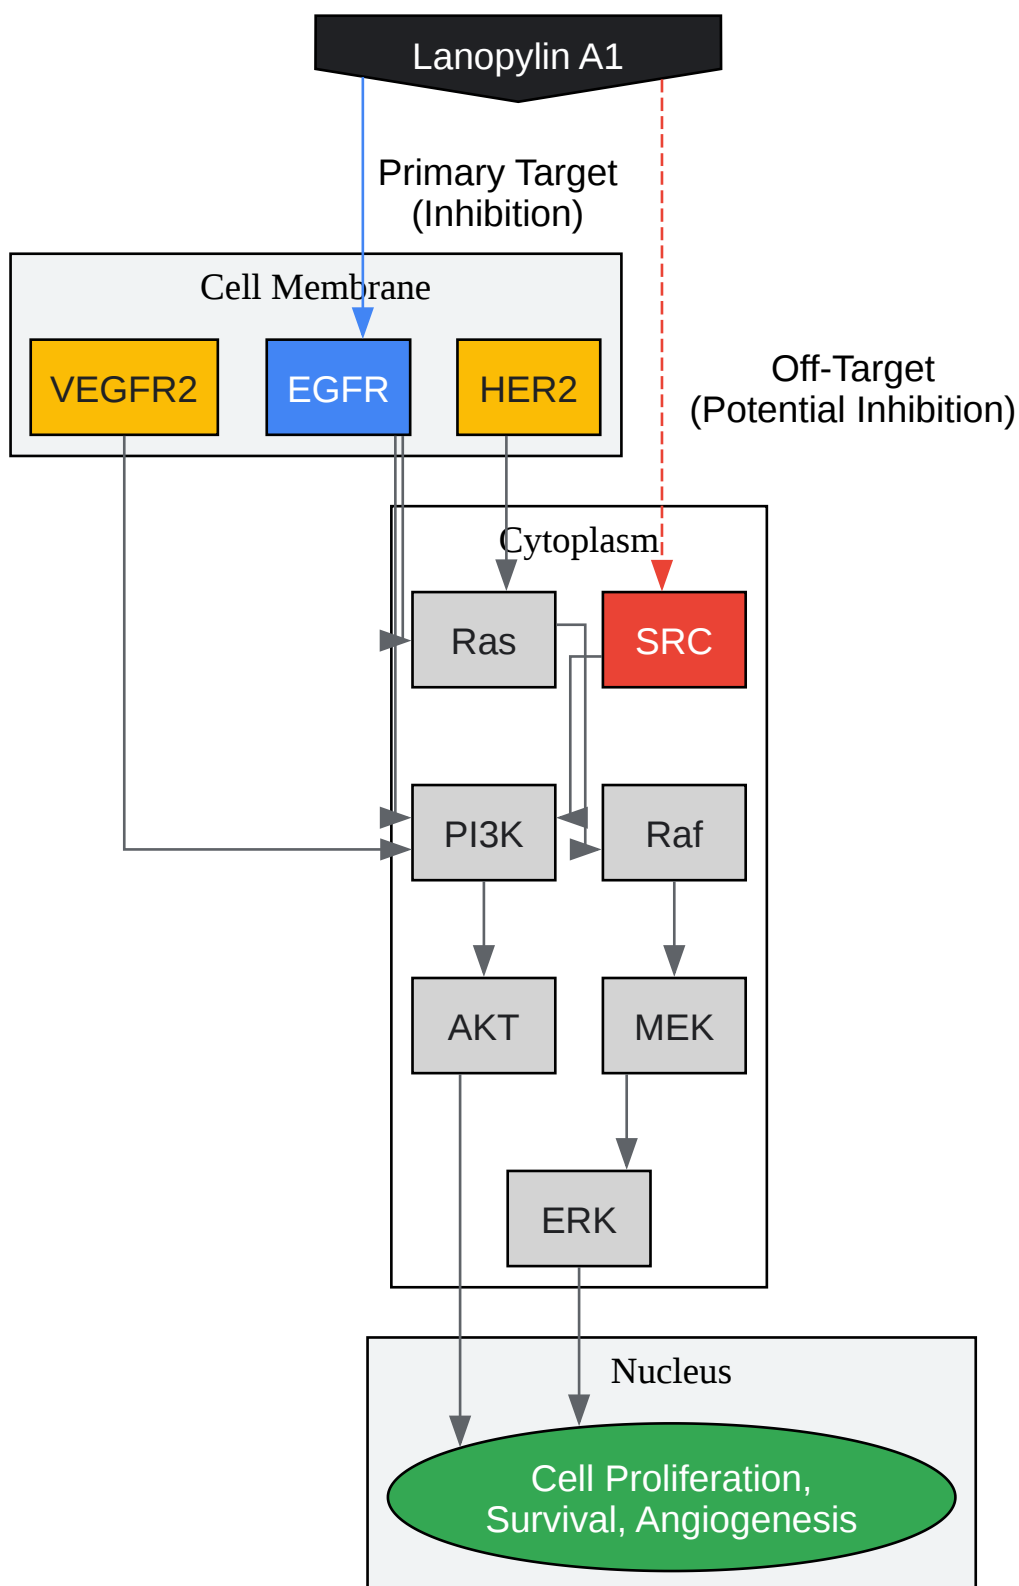 Lanopylin A1
Primary Target
(Inhibition)
Cell Membrane
VEGFR2
EGFR
HER2
Off-Target
(Potential Inhibition)
Cytoplasm
Ras
SRC
PI3K
Raf
AKT
MEK
ERK
Nucleus
Cell Proliferation,
Survival, Angiogenesis